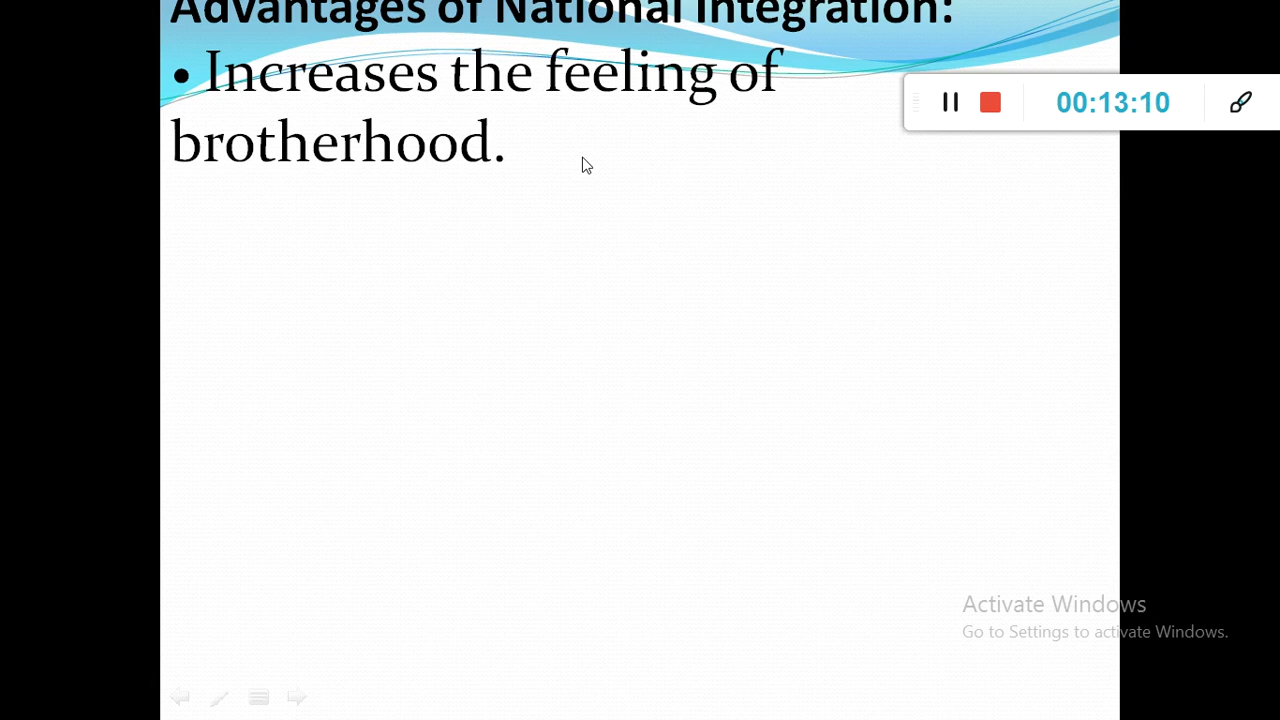 Advantages of National Integration:
• Increases the feeling of
brotherhood.
00:13:10
Activate Windows
Go to Settings to activate Windows.